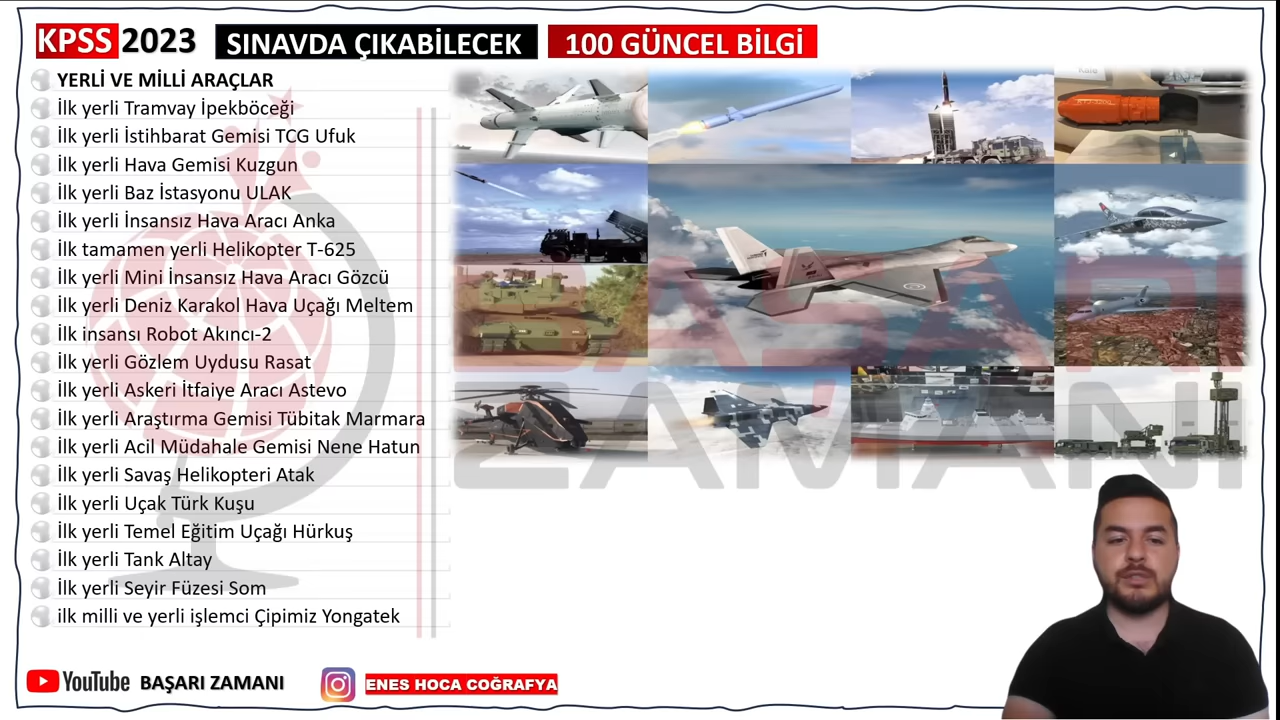 KPSS 2023 SINAVDA ÇIKABİLECEK 100 GÜNCEL BİLGİ
YERLİ VE MİLLİ ARAÇLAR
İlk yerli Tramvay İpekböceği
İlk yerli İstihbarat Gemisi TCG Ufuk
İlk yerli Hava Gemisi Kuzgun
İlk yerli Baz İstasyonu ULAK
İlk yerli İnsansız Hava Aracı Anka
İlk tamamen yerli Helikopter T-625
İlk yerli Mini İnsansız Hava Aracı Gözcü
İlk yerli Deniz Karakol Hava Uçağı Meltem
İlk insansı Robot Akıncı-2
İlk yerli Gözlem Uydusu Rasat
İlk yerli Askeri İtfaiye Aracı Astevo
İlk yerli Araştırma Gemisi Tübitak Marmara
İlk yerli Acil Müdahale Gemisi Nene Hatun
İlk yerli Savaş Helikopteri Atak
İlk yerli Uçak Türk Kuşu
İlk yerli Temel Eğitim Uçağı Hürkuş
İlk yerli Tank Altay
İlk yerli Seyir Füzesi Som
ilk milli ve yerli işlemci Çipimiz Yongatek
BAŞARI
ZAMANI
YouTube BAŞARI ZAMANI ENES HOCA COĞRAFYA